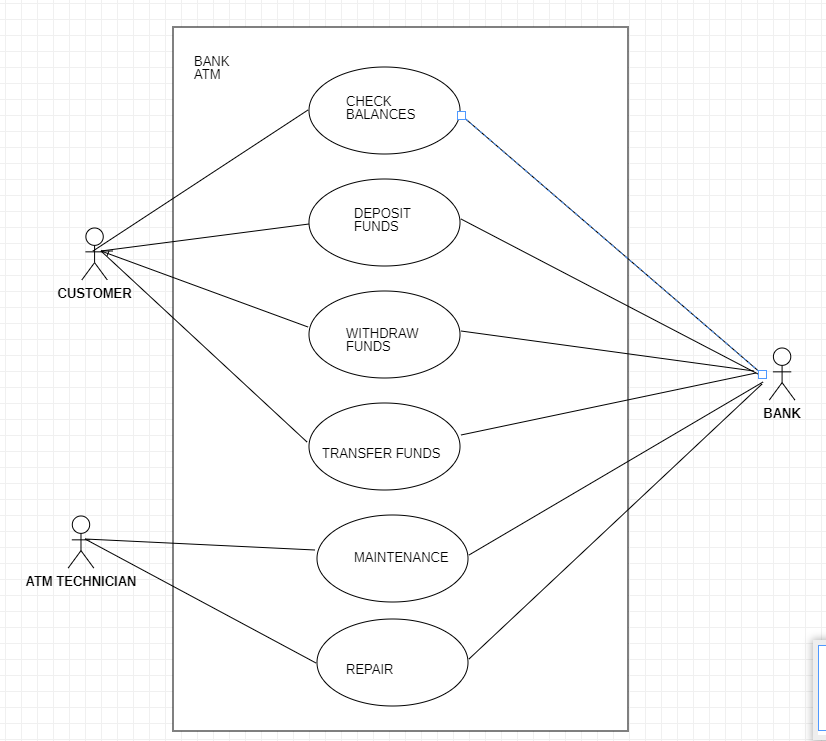 BANK
ATM
CHECK
BALANCES
DEPOSIT
FUNDS
CUSTOMER
WITHDRAW
FUNDS
BANK
TRANSFER FUNDS
MAINTENANCE
ATM TECHNICIAN
REPAIR